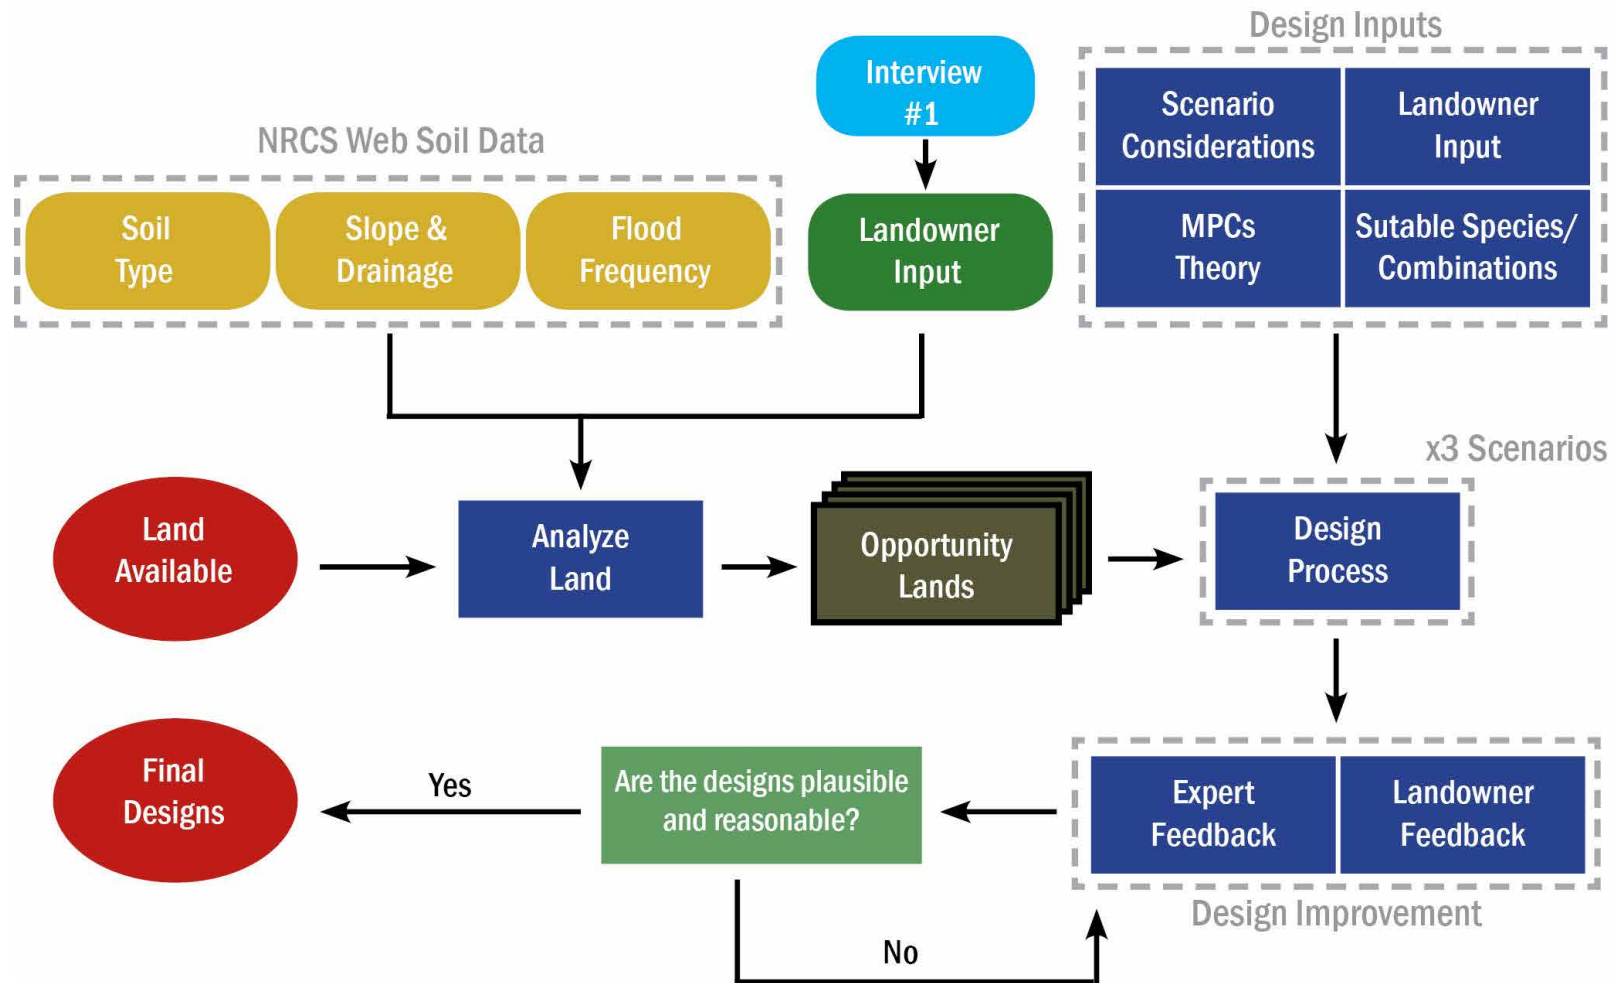 Design Inputs
Interview
#1
Scenario
Considerations
Landowner
Input
NRCS Web Soil Data
Soil
Type
Slope &
Drainage
Flood
Frequency
Landowner
Input
MPCs
Theory
Sutable Species/
Combinations
x3 Scenarios
Land
Available
Analyze
Land
Opportunity
Lands
Design
Process
Final
Designs
Yes
Are the designs plausible
and reasonable?
Expert
Feedback
Landowner
Feedback
Design Improvement
No